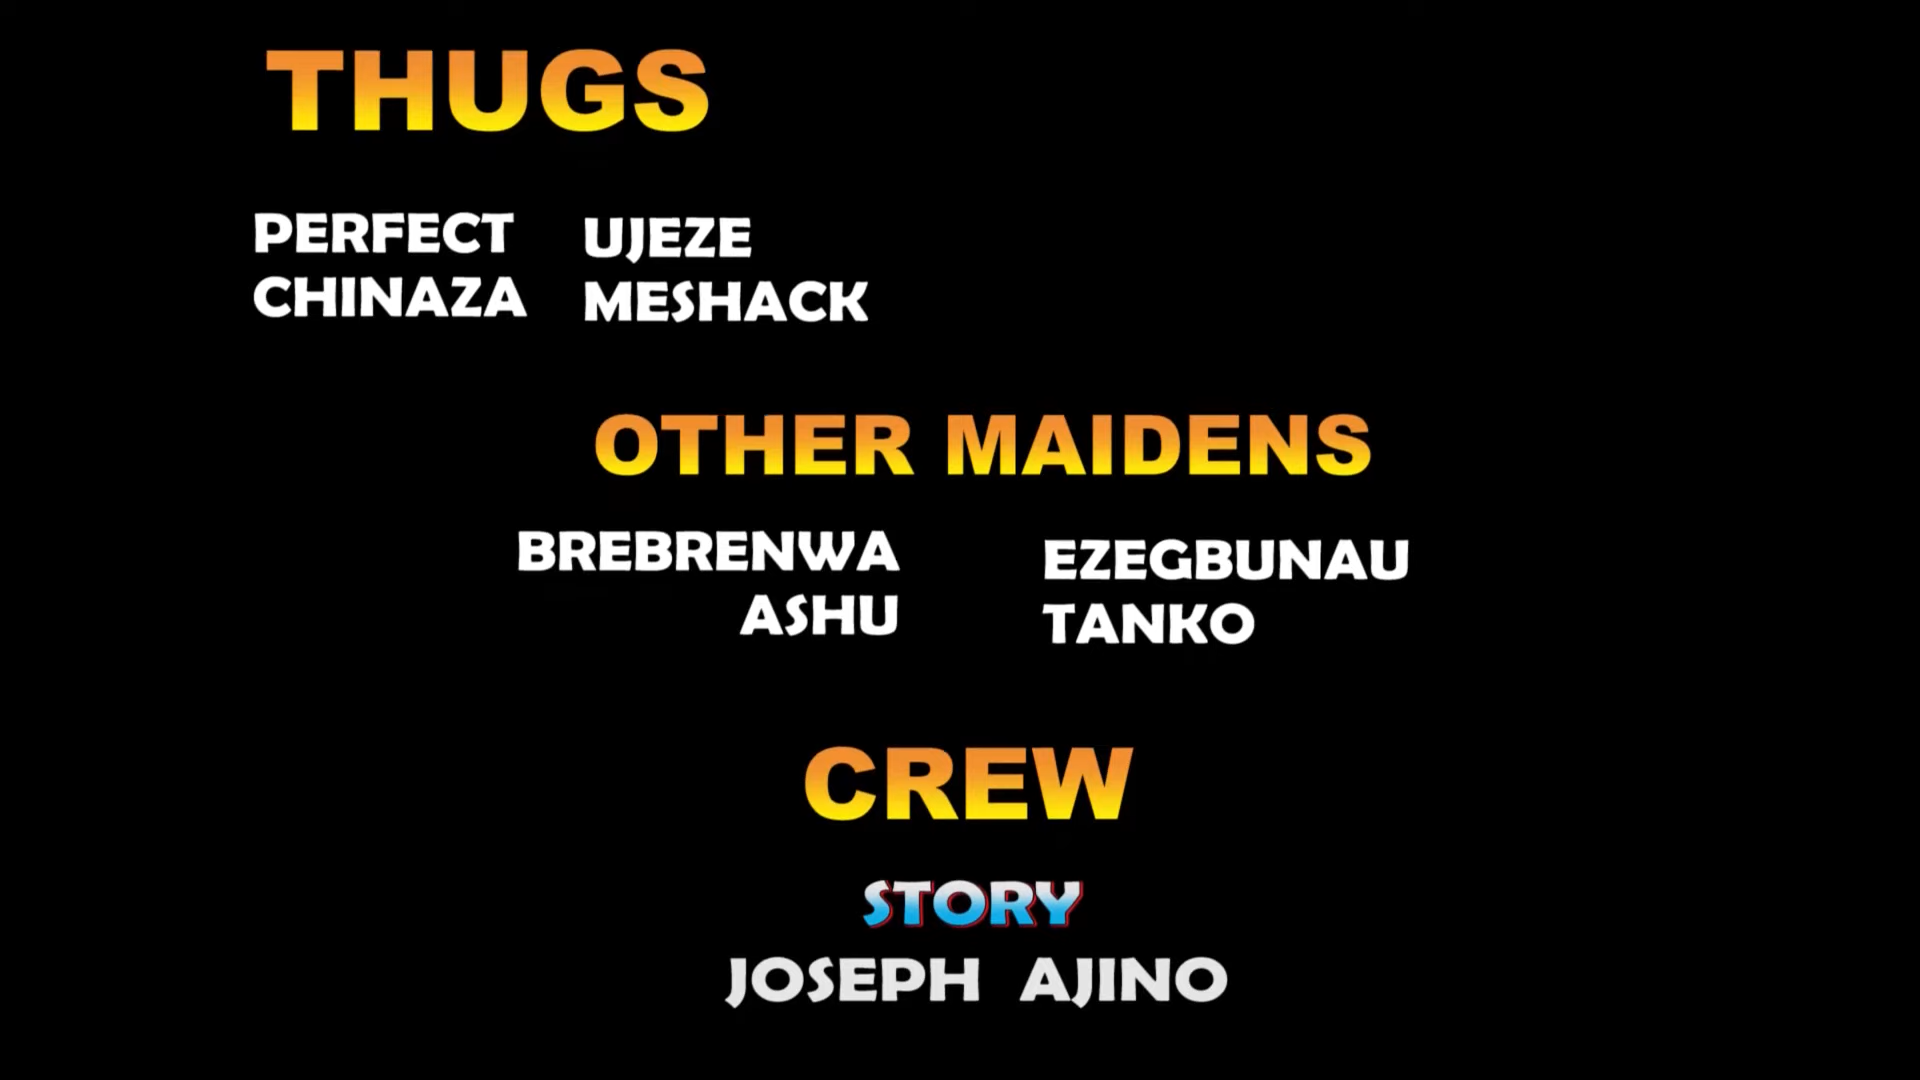 THUGS
PERFECT UJEZE
CHINAZA MESHACK
OTHER MAIDENS
BREBRENWA EZEGBUNAU
ASHU TANKO
CREW
STORY
JOSEPH AJINO